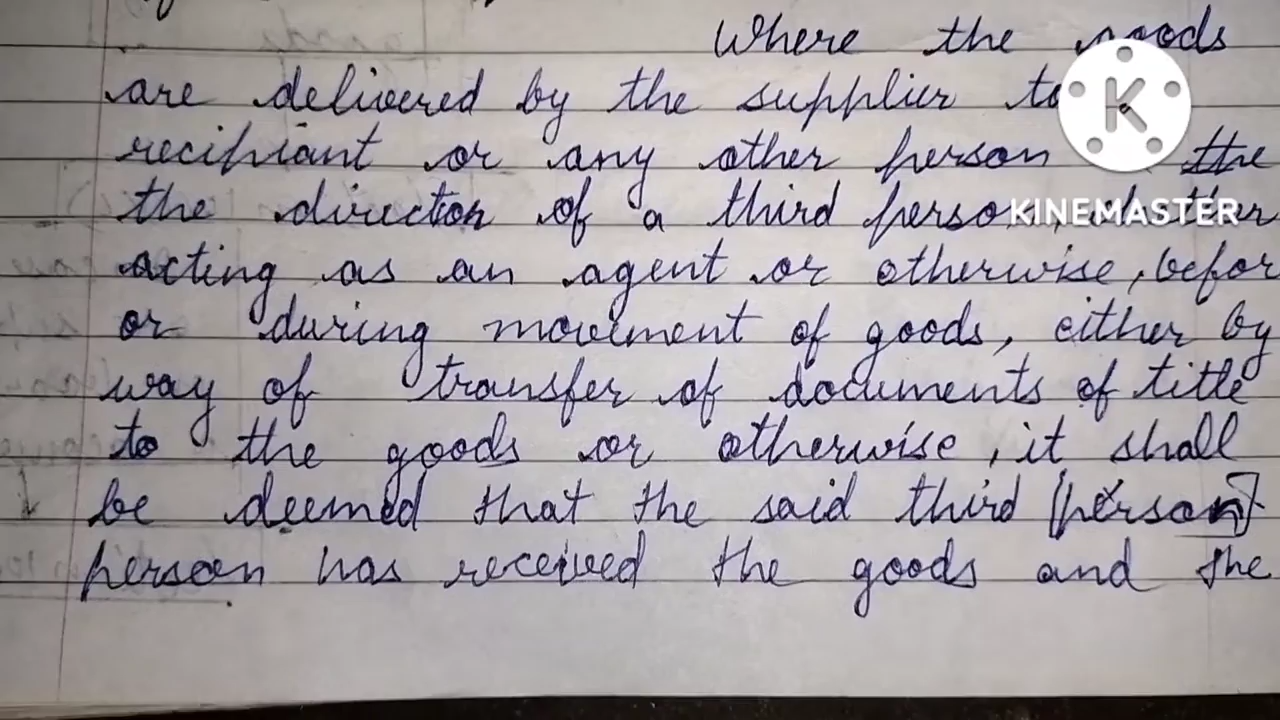 Where the goods
are delivered by the supplier to
recipiant or any other person the
the direction of a third person,
acting as an agent or otherwise, befor
or during movement of goods, either by
way of transfer of documents of title
to the goods or otherwise, it shall
be deemed that the said third [person]
person has received the goods and the
KINEMASTER